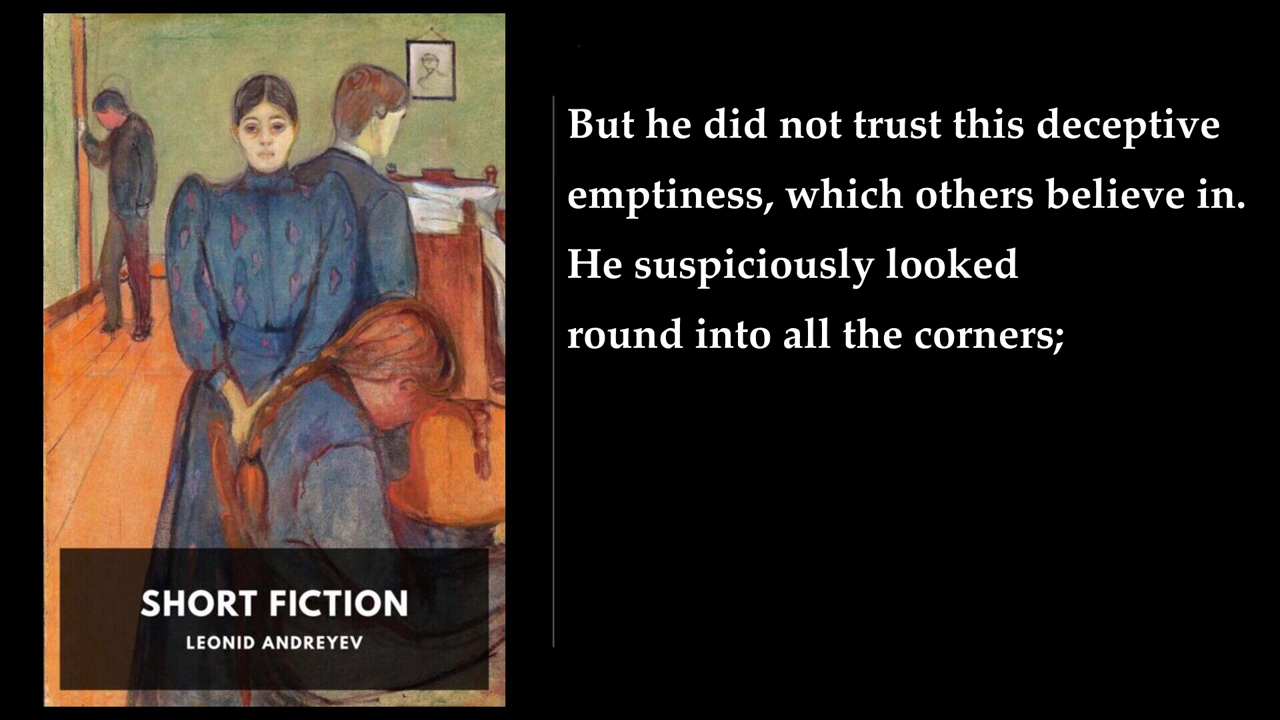 But he did not trust this deceptive
emptiness, which others believe in.
He suspiciously looked
round into all the corners;
SHORT FICTION
LEONID ANDREYEV